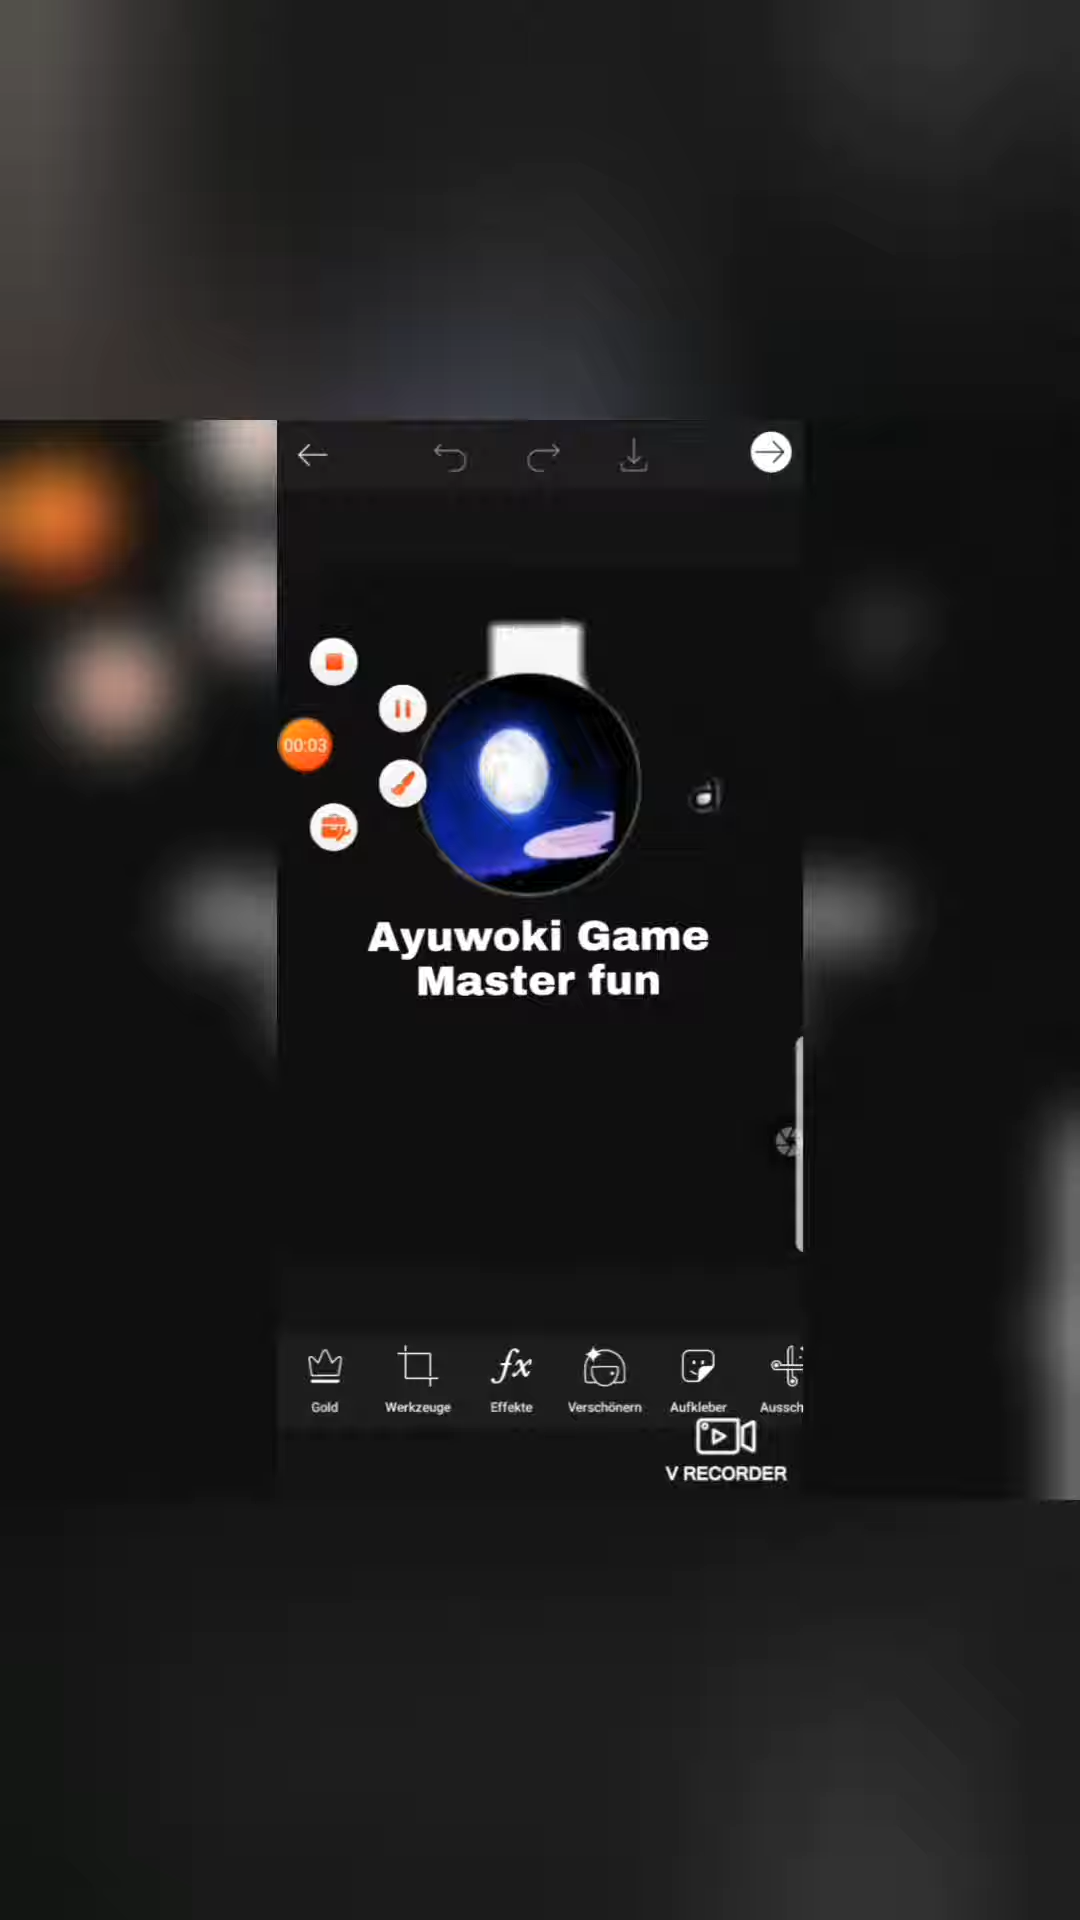 00:03
Ayuwoki Game
Master fun
Gold
Werkzeuge
Effekte
Verschönern
Aufkleber
Aussch
V RECORDER